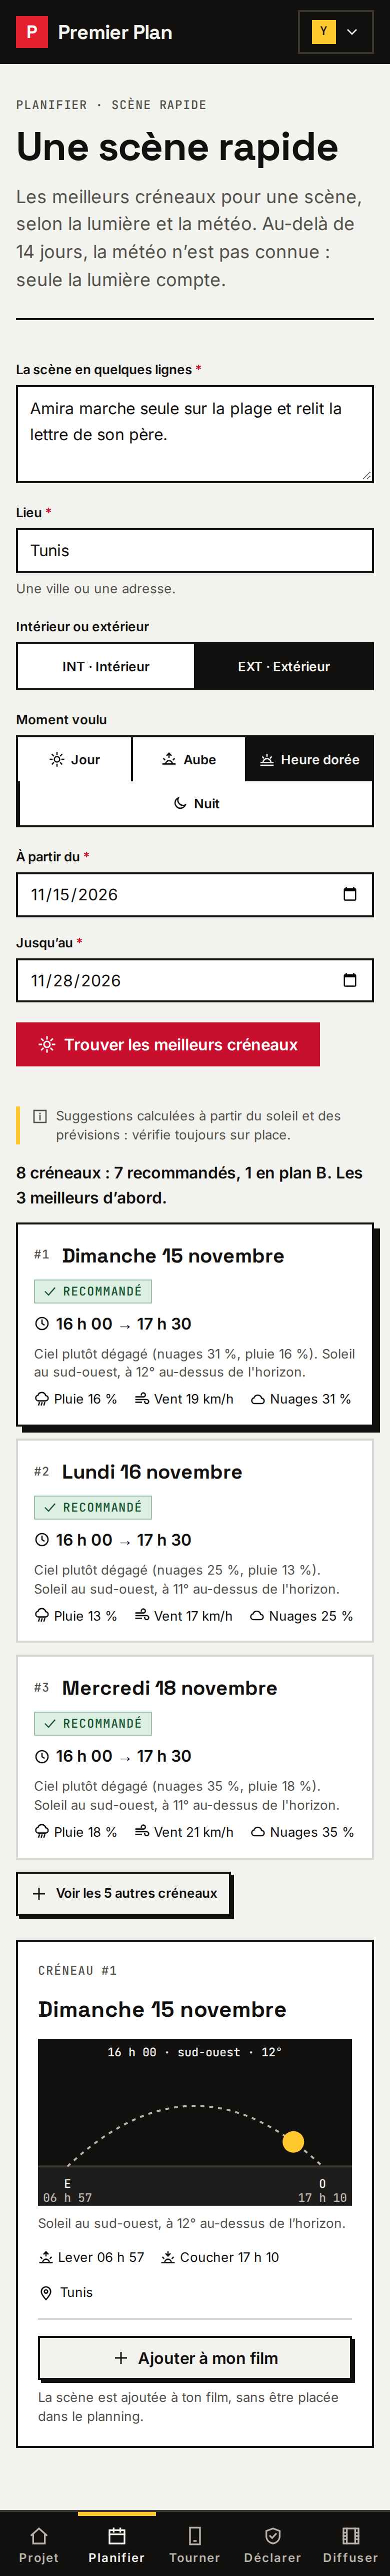 P Premier Plan Y
PLANIFIER · SCÈNE RAPIDE
Une scène rapide
Les meilleurs créneaux pour une scène,
selon la lumière et la météo. Au-delà de
14 jours, la météo n’est pas connue :
seule la lumière compte.
La scène en quelques lignes *
Amira marche seule sur la plage et relit la
lettre de son père.
Lieu *
Tunis
Une ville ou une adresse.
Intérieur ou extérieur
INT · Intérieur EXT · Extérieur
Moment voulu
Jour Aube Heure dorée
Nuit
À partir du *
11/15/2026
Jusqu’au *
11/28/2026
Trouver les meilleurs créneaux
Suggestions calculées à partir du soleil et des
prévisions : vérifie toujours sur place.
8 créneaux : 7 recommandés, 1 en plan B. Les
3 meilleurs d’abord.
#1 Dimanche 15 novembre
RECOMMANDÉ
16 h 00 → 17 h 30
Ciel plutôt dégagé (nuages 31 %, pluie 16 %). Soleil
au sud-ouest, à 12° au-dessus de l'horizon.
Pluie 16 % Vent 19 km/h Nuages 31 %
#2 Lundi 16 novembre
RECOMMANDÉ
16 h 00 → 17 h 30
Ciel plutôt dégagé (nuages 25 %, pluie 13 %).
Soleil au sud-ouest, à 11° au-dessus de l'horizon.
Pluie 13 % Vent 17 km/h Nuages 25 %
#3 Mercredi 18 novembre
RECOMMANDÉ
16 h 00 → 17 h 30
Ciel plutôt dégagé (nuages 35 %, pluie 18 %).
Soleil au sud-ouest, à 11° au-dessus de l'horizon.
Pluie 18 % Vent 21 km/h Nuages 35 %
Voir les 5 autres créneaux
CRÉNEAU #1
Dimanche 15 novembre
16 h 00 · sud-ouest · 12°
E O
06 h 57 17 h 10
Soleil au sud-ouest, à 12° au-dessus de l’horizon.
Lever 06 h 57 Coucher 17 h 10
Tunis
Ajouter à mon film
La scène est ajoutée à ton film, sans être placée
dans le planning.
Projet Planifier Tourner Déclarer Diffuser